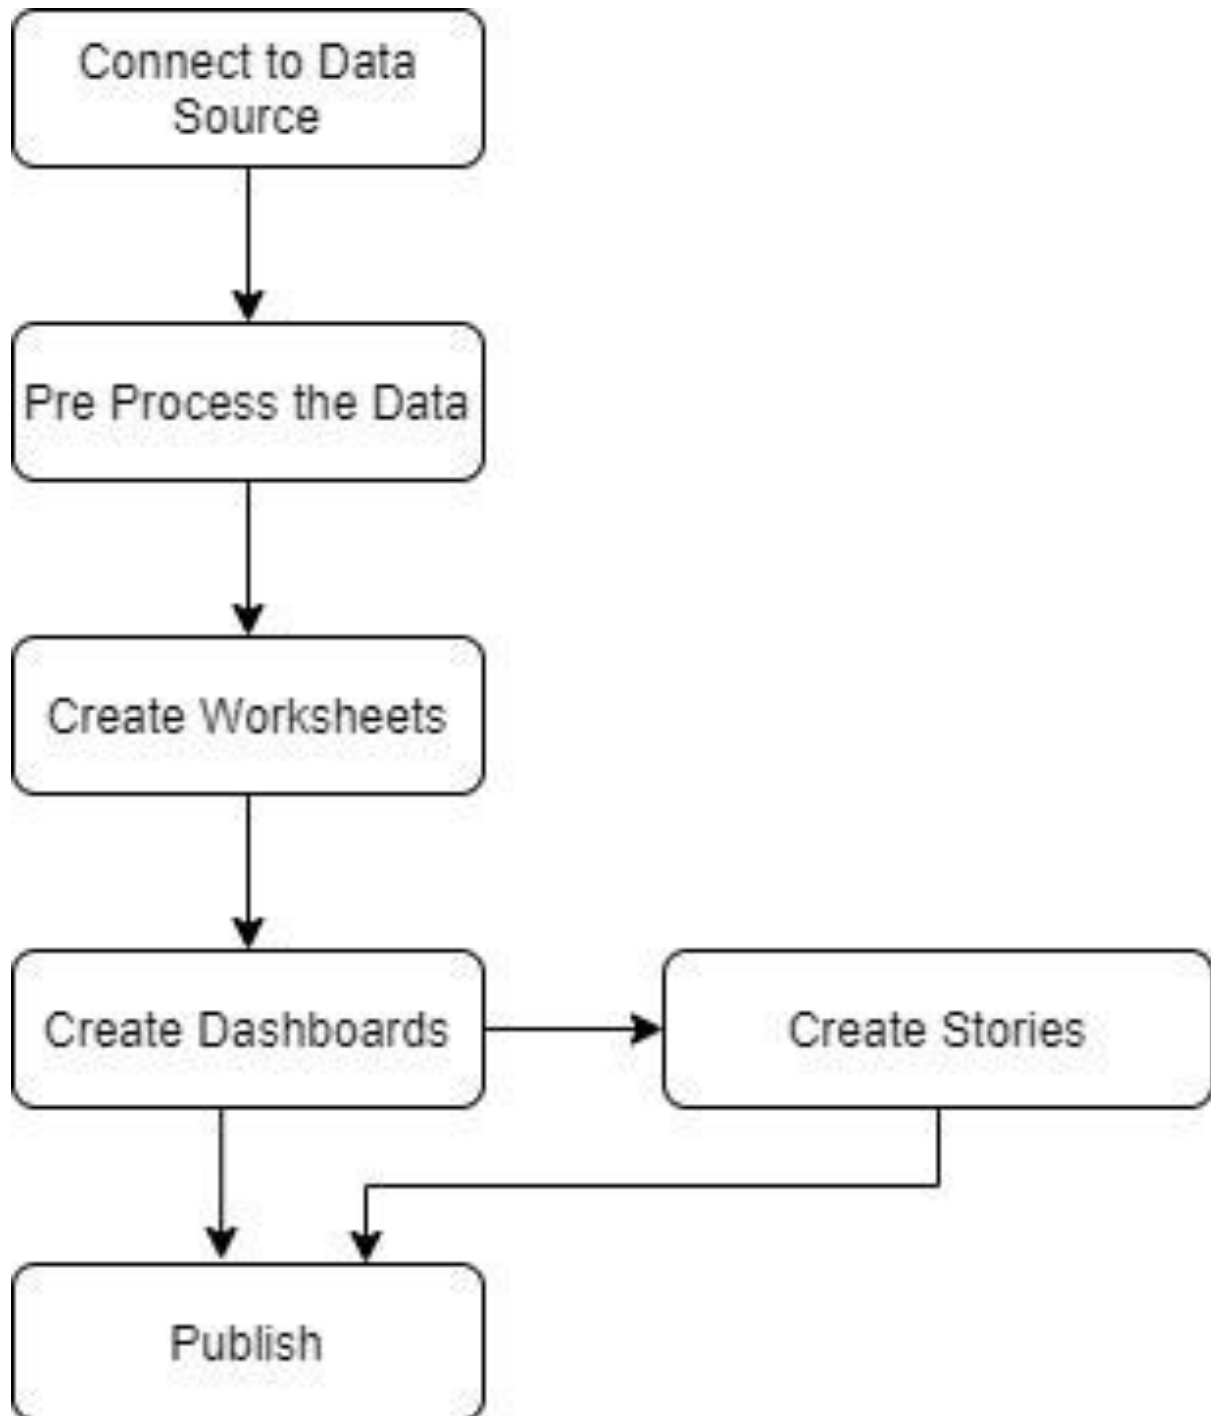 Connect to Data
Source
Pre Process the Data
Create Worksheets
Create Dashboards
Create Stories
Publish